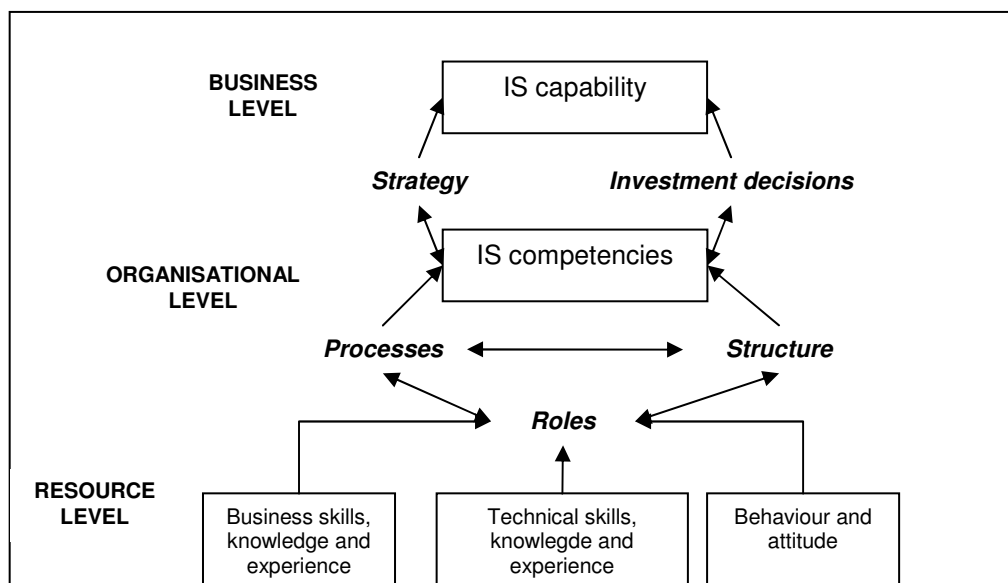 BUSINESS
LEVEL
IS capability
Strategy
Investment decisions
IS competencies
ORGANISATIONAL
LEVEL
Processes
Structure
Roles
RESOURCE
LEVEL
Business skills,
knowledge and
experience
Technical skills,
knowlegde and
experience
Behaviour and
attitude